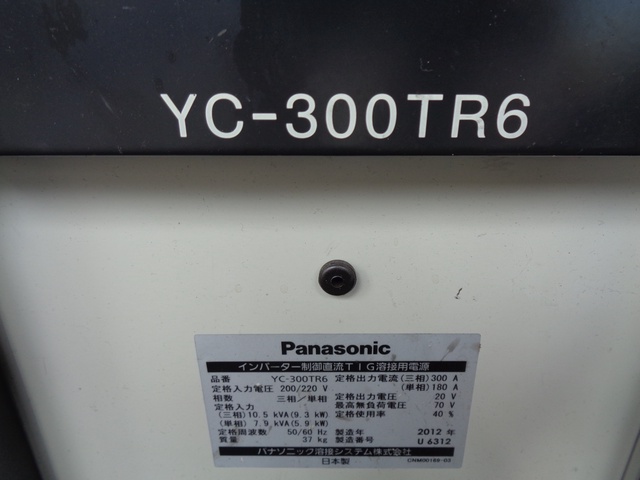 YC-300TR6
Panasonic
インバーター制御直流TIG溶接用電源
品番 YC-300TR6 定格出力電流(三相)300 A
定格入力電圧 200/220 V (単相)180 A
相数 三相/単相 定格出力電圧 20 V
定格入力 最高無負荷電圧 70 V
(三相)10.5 kVA(9.3 kW) 定格使用率 40 %
(単相) 7.9 kVA(5.9 kW)
定格周波数 50/60 Hz 製造年 2012 年
質量 37 kg 製造番号 U 6312
パナソニック溶接システム株式会社
日本製